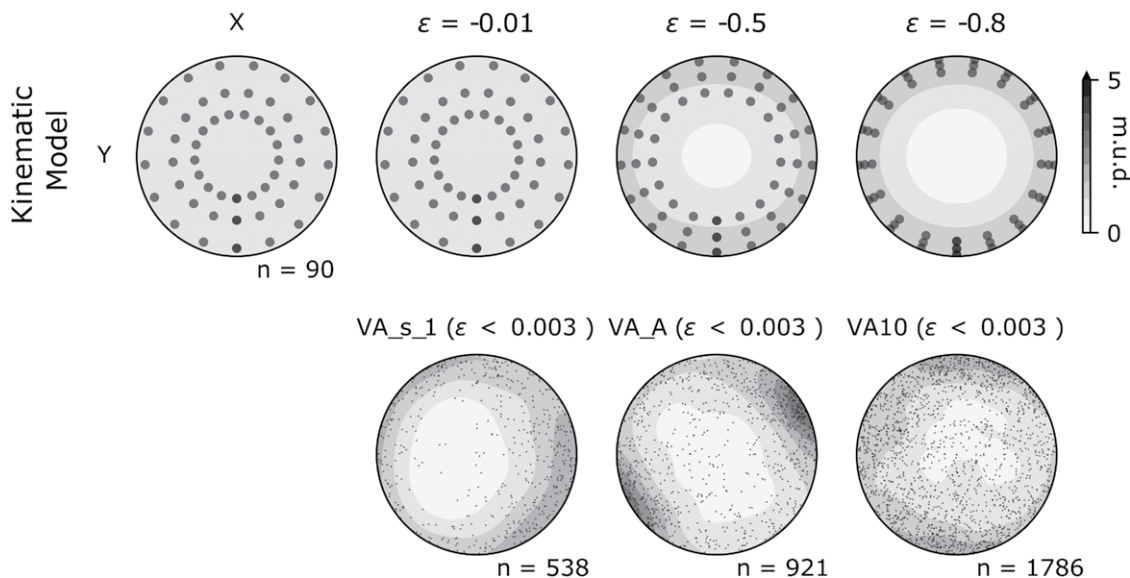 X
ε = -0.01
ε = -0.5
ε = -0.8
Kinematic
Model
Y
5
m.u.d.
0
n = 90
VA_s_1 (ε < 0.003 )
VA_A (ε < 0.003 )
VA10 (ε < 0.003 )
n = 538
n = 921
n = 1786